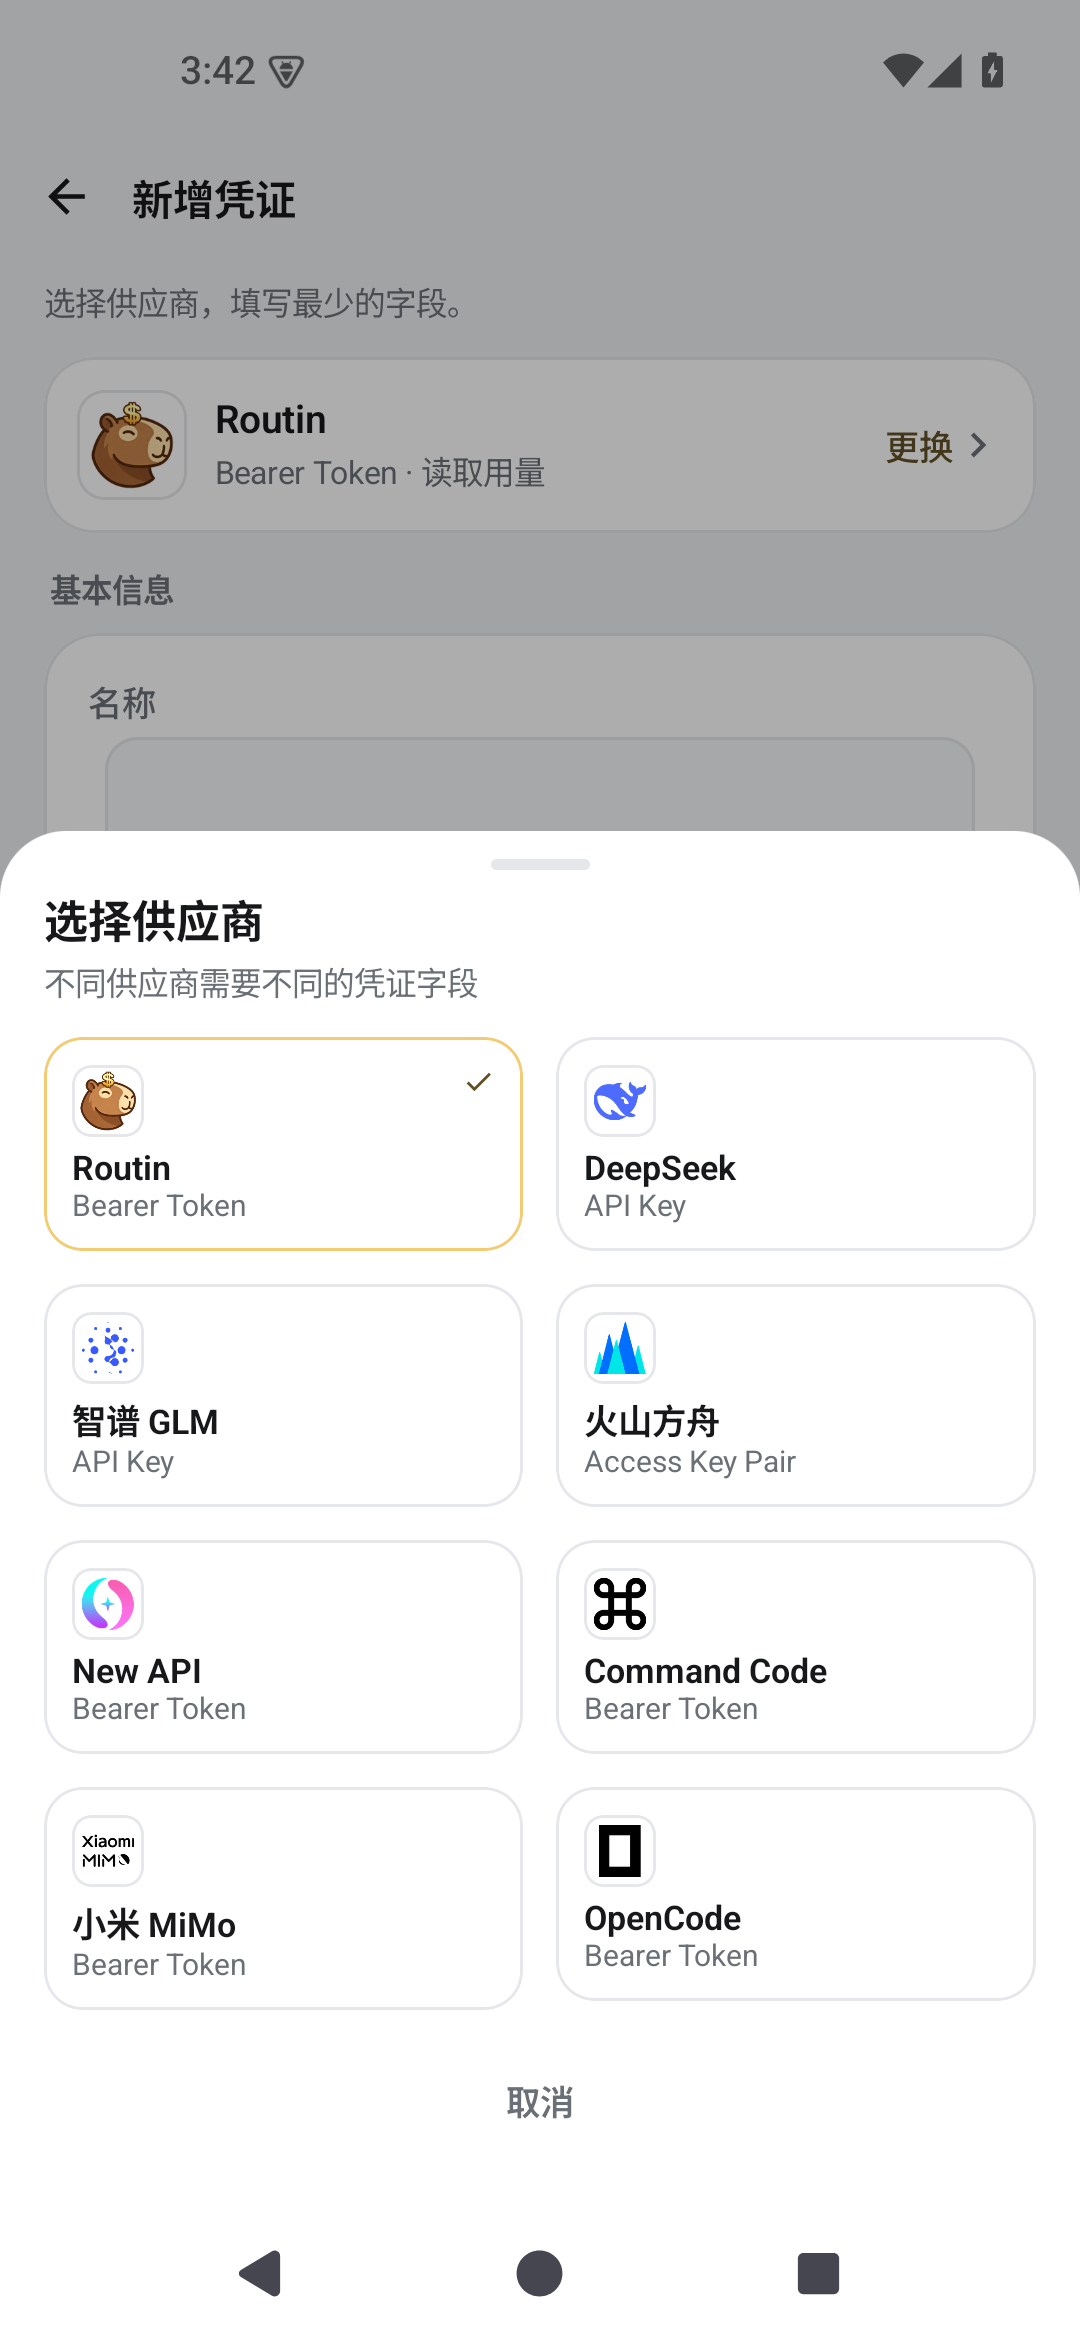 3:42
新增凭证
选择供应商，填写最少的字段。
Routin
Bearer Token · 读取用量
更换
基本信息
名称
选择供应商
不同供应商需要不同的凭证字段
Routin
Bearer Token
DeepSeek
API Key
智谱 GLM
API Key
火山方舟
Access Key Pair
New API
Bearer Token
Command Code
Bearer Token
Xiaomi
MIMO
小米 MiMo
Bearer Token
OpenCode
Bearer Token
取消